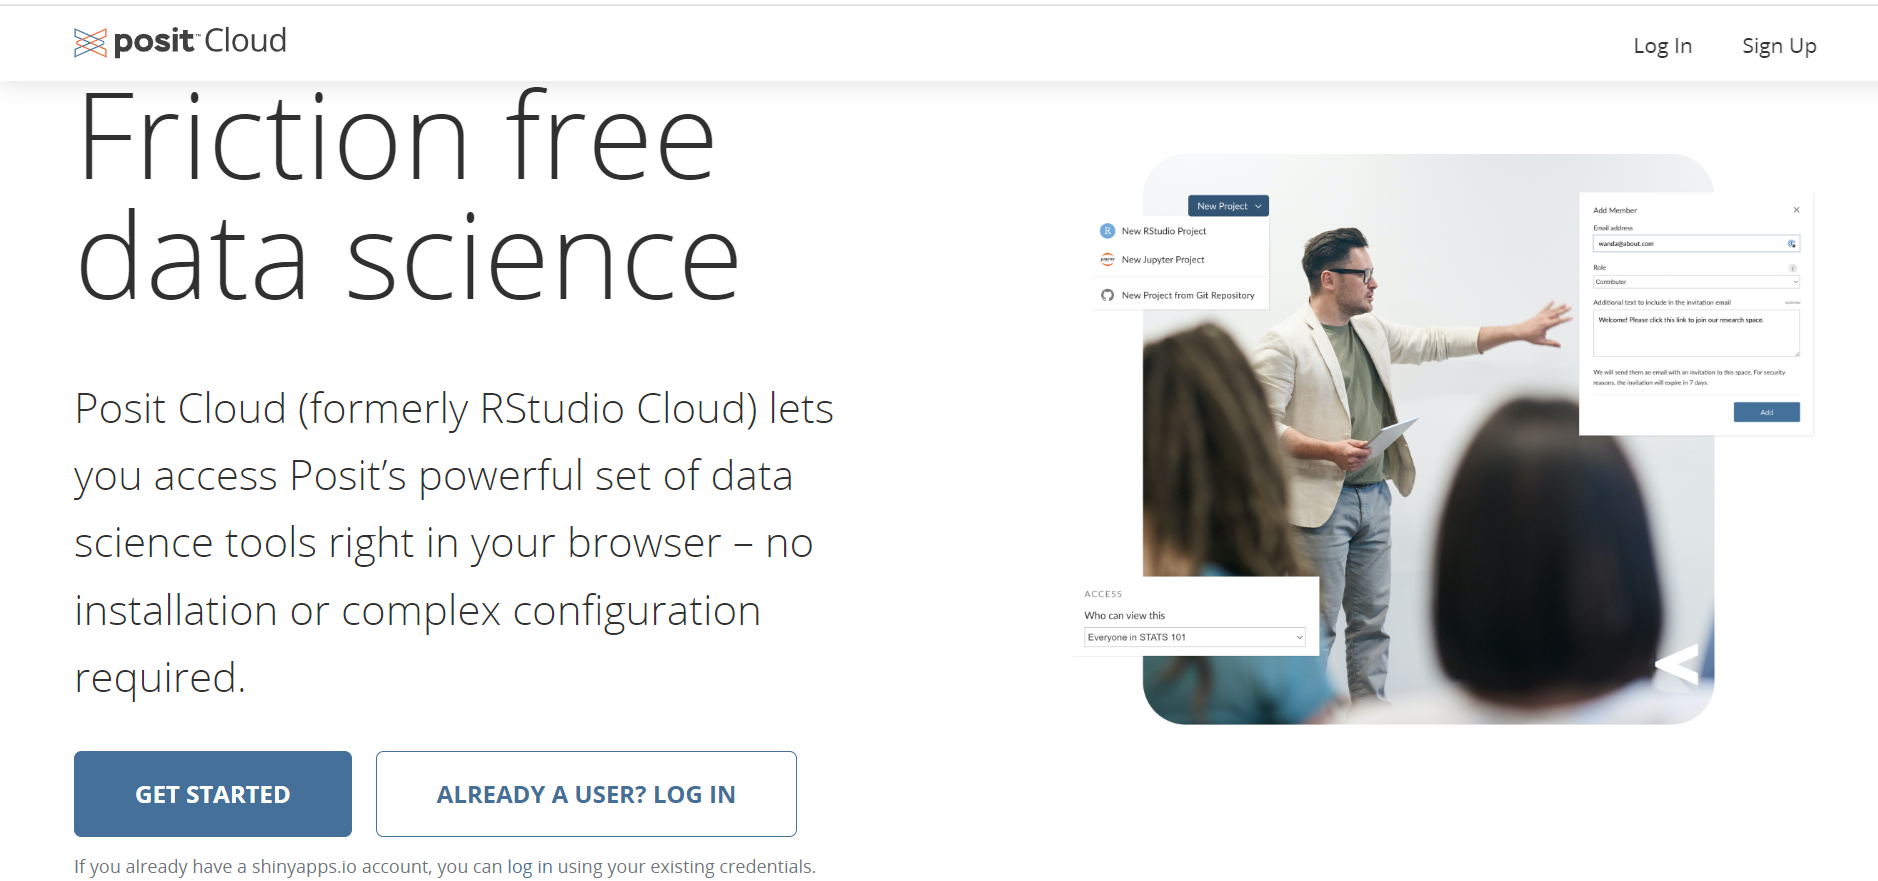 posit™ Cloud
Log In
Sign Up
Friction free
data science
Posit Cloud (formerly RStudio Cloud) lets
you access Posit’s powerful set of data
science tools right in your browser – no
installation or complex configuration
required.
GET STARTED
ALREADY A USER? LOG IN
If you already have a shinyapps.io account, you can log in using your existing credentials.
New Project
R
New RStudio Project
New Jupyter Project
New Project from Git Repository
Add Member
Email address
wanda@about.com
Role
Contributor
Additional text to include in the invitation email
optional
Welcome! Please click this link to join our research space.
We will send them an email with an invitation to this space. For security
reasons, the invitation will expire in 7 days.
Add
ACCESS
Who can view this
Everyone in STATS 101